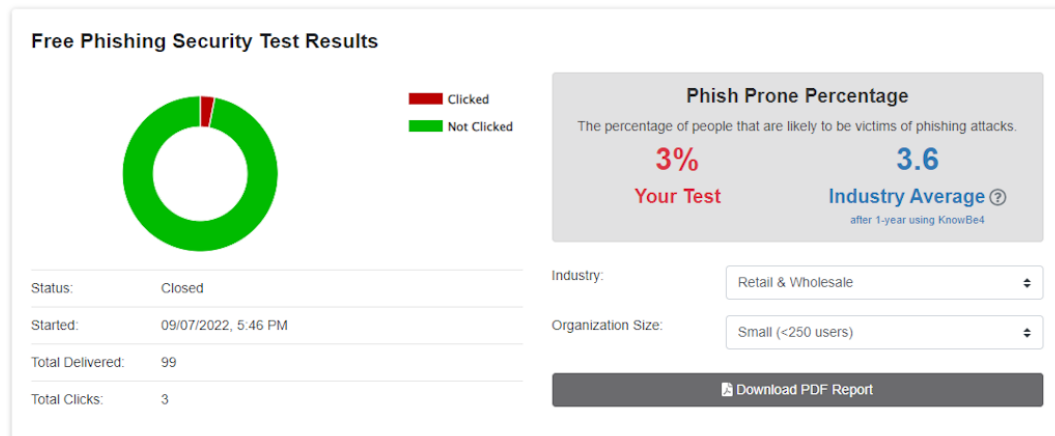 Free Phishing Security Test Results
Clicked
Not Clicked
Status: Closed
Started: 09/07/2022, 5:46 PM
Total Delivered: 99
Total Clicks: 3
Phish Prone Percentage
The percentage of people that are likely to be victims of phishing attacks.
3% 3.6
Your Test Industry Average ?
after 1-year using KnowBe4
Industry: Retail & Wholesale
Organization Size: Small (<250 users)
Download PDF Report